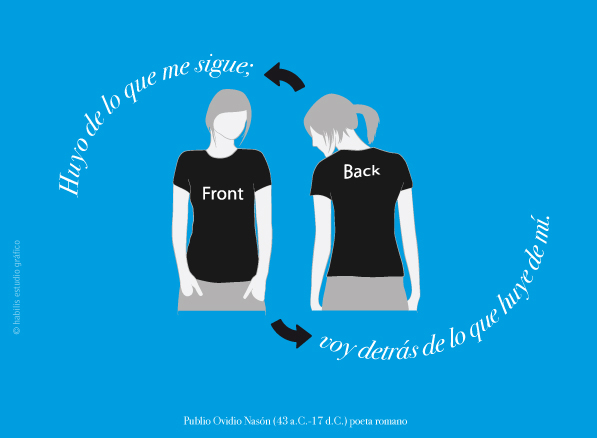 Huyo de lo que me sigue;
Front
Back
voy detrás de lo que huye de mí.
© habilis estudio gráfico
Publio Ovidio Nasón (43 a.C.-17 d.C.) poeta romano